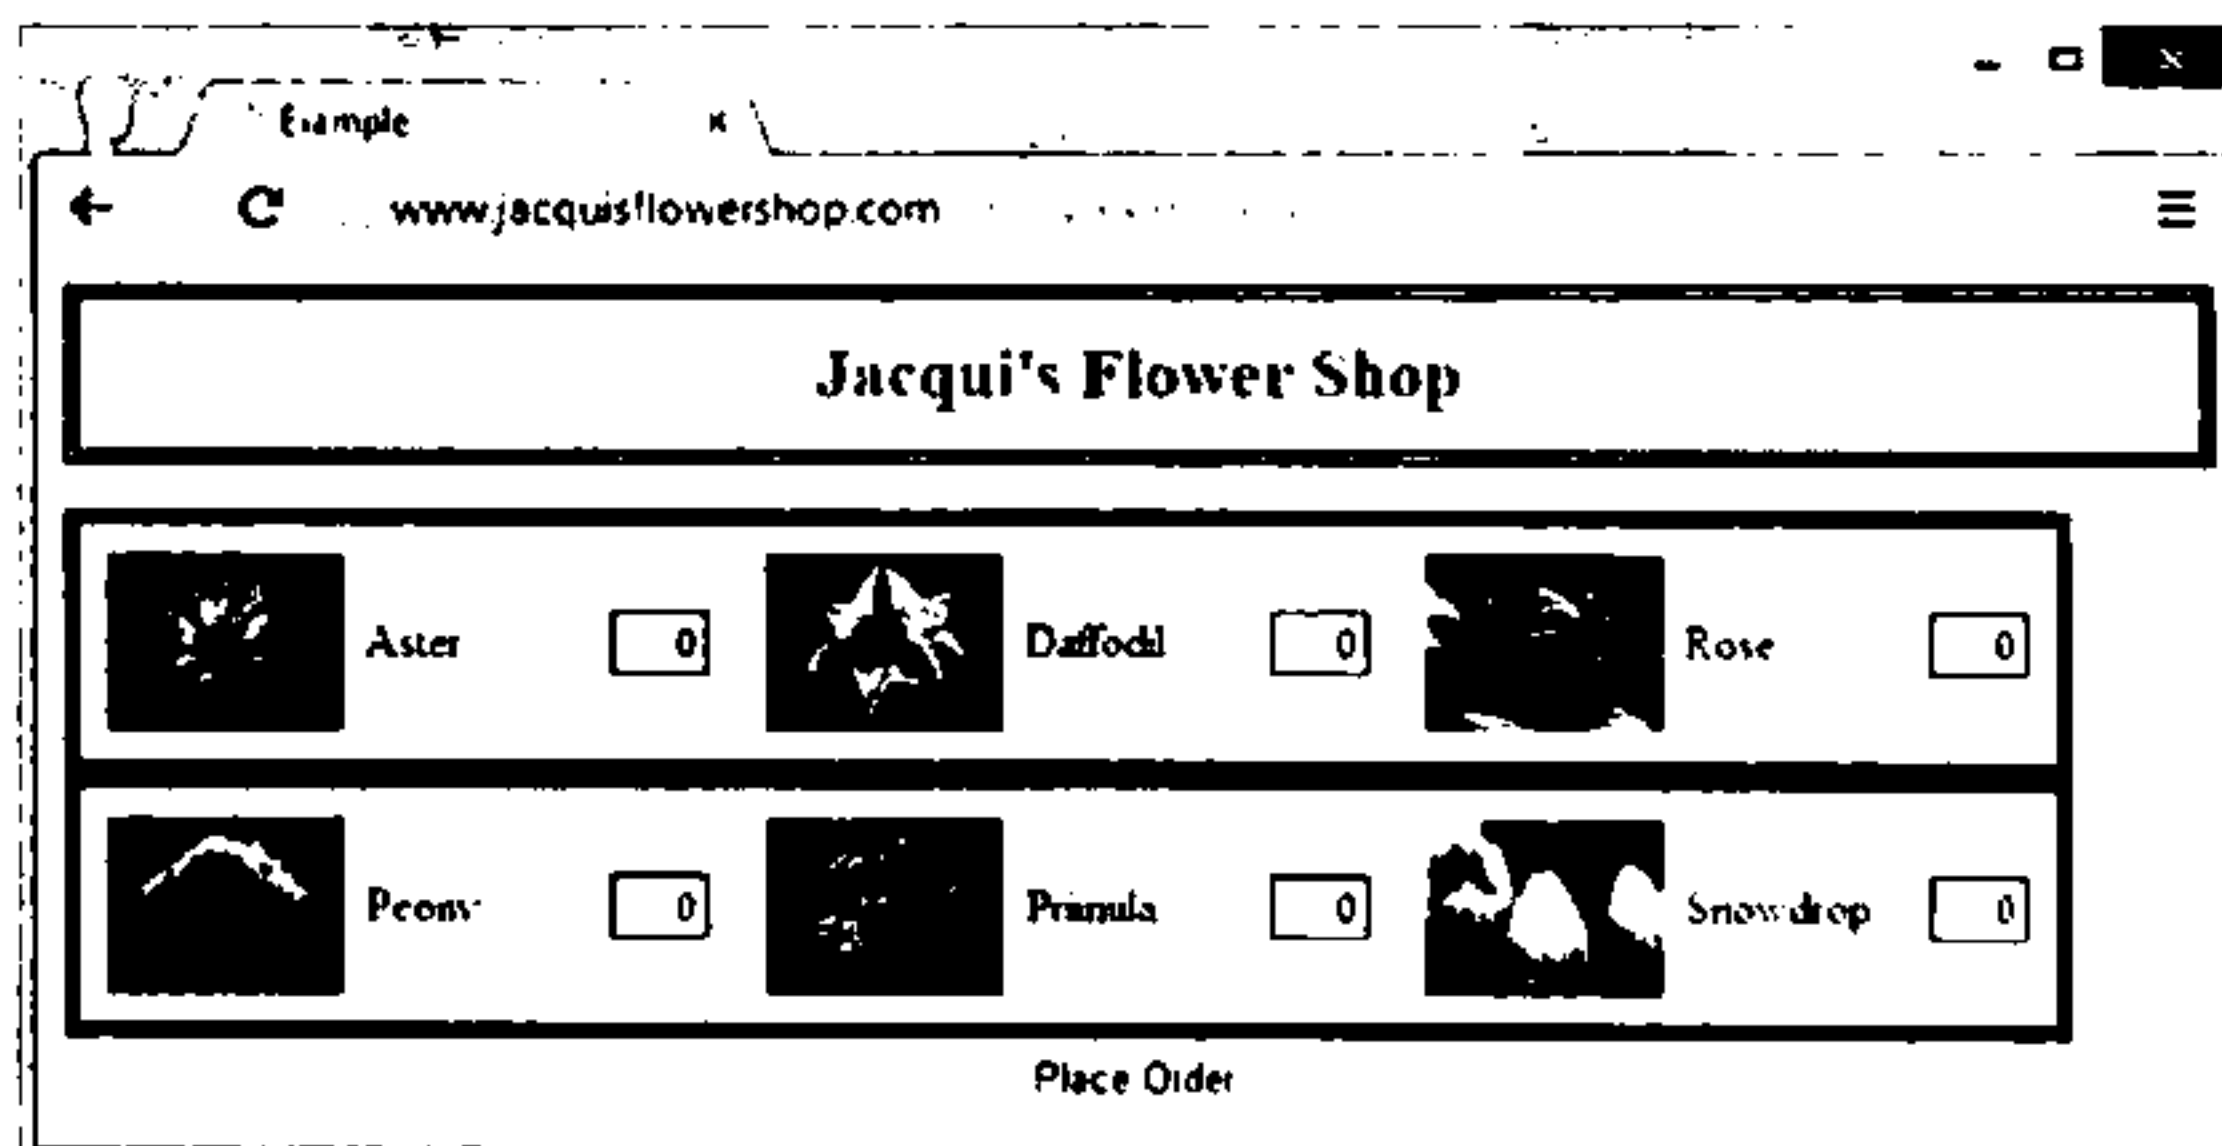 Example
www.jacquisflowershop.com
Jacqui's Flower Shop
Aster 0 Daffodil 0 Rose 0
Peony 0 Primula 0 Snowdrop 0
Place Order